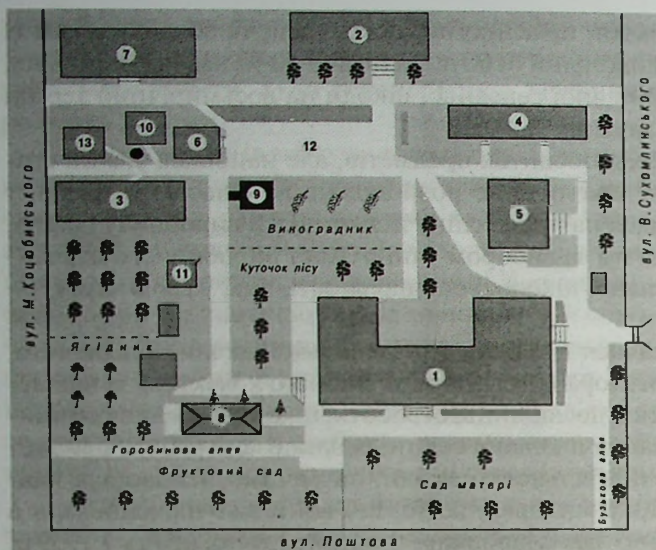 7
2
13
10
6
12
4
3
9
5
Виноградник
Куточок лісу
11
Ягідник
1
8
Горобинова алея
Фруктовий сад
Сад матері
Бузькова алея
вул. Поштова
вул. М.Коцюбинського
вул. В.Сухомлинського